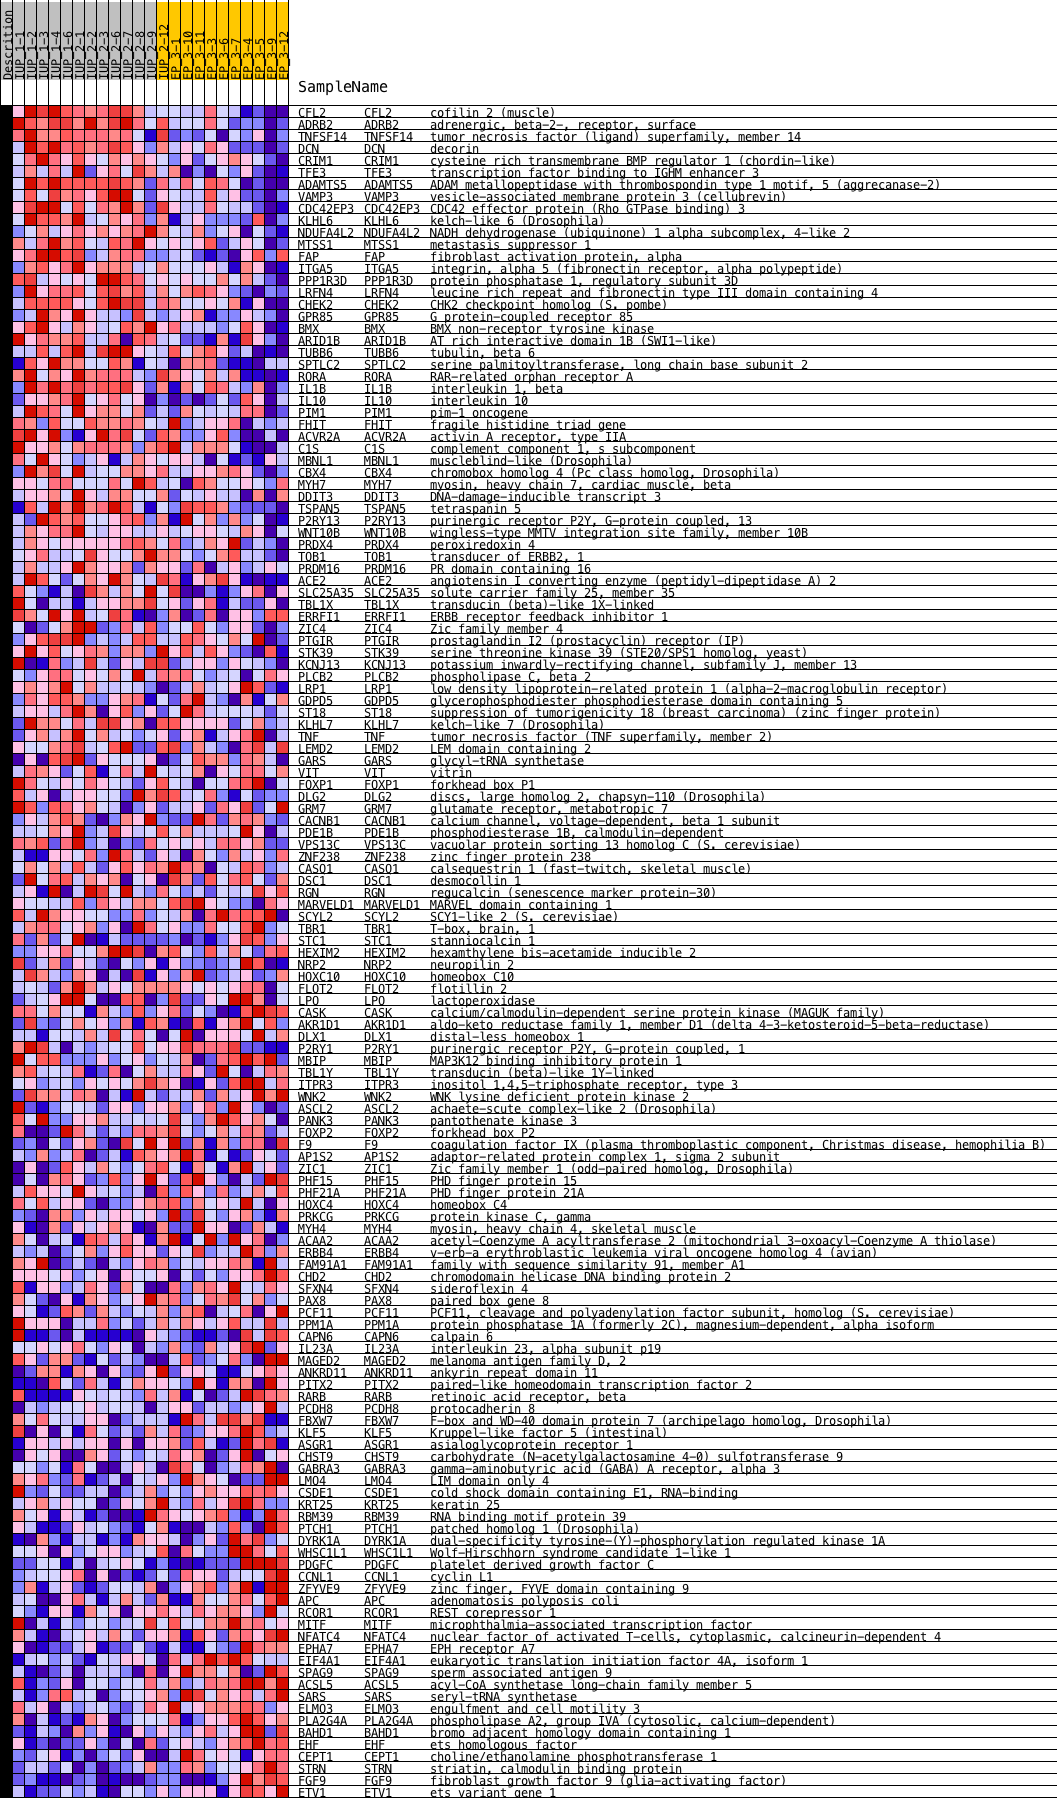 Descrition
IUP_1-1
IUP_1-2
IUP_1-3
IUP_1-4
IUP_1-6
IUP_2-1
IUP_2-2
IUP_2-3
IUP_2-6
IUP_2-7
IUP_2-8
IUP_2-9
IUP_2-12
EP_3-1
EP_3-10
EP_3-11
EP_3-3
EP_3-6
EP_3-7
EP_3-4
EP_3-5
EP_3-9
EP_3-12
SampleName
CFL2 CFL2 cofilin 2 (muscle)
ADRB2 ADRB2 adrenergic, beta-2-, receptor, surface
TNFSF14 TNFSF14 tumor necrosis factor (ligand) superfamily, member 14
DCN DCN decorin
CRIM1 CRIM1 cysteine rich transmembrane BMP regulator 1 (chordin-like)
TFE3 TFE3 transcription factor binding to IGHM enhancer 3
ADAMTS5 ADAMTS5 ADAM metallopeptidase with thrombospondin type 1 motif, 5 (aggrecanase-2)
VAMP3 VAMP3 vesicle-associated membrane protein 3 (cellubrevin)
CDC42EP3 CDC42EP3 CDC42 effector protein (Rho GTPase binding) 3
KLHL6 KLHL6 kelch-like 6 (Drosophila)
NDUFA4L2 NDUFA4L2 NADH dehydrogenase (ubiquinone) 1 alpha subcomplex, 4-like 2
MTSS1 MTSS1 metastasis suppressor 1
FAP FAP fibroblast activation protein, alpha
ITGA5 ITGA5 integrin, alpha 5 (fibronectin receptor, alpha polypeptide)
PPP1R3D PPP1R3D protein phosphatase 1, regulatory subunit 3D
LRFN4 LRFN4 leucine rich repeat and fibronectin type III domain containing 4
CHEK2 CHEK2 CHK2 checkpoint homolog (S. pombe)
GPR85 GPR85 G protein-coupled receptor 85
BMX BMX BMX non-receptor tyrosine kinase
ARID1B ARID1B AT rich interactive domain 1B (SWI1-like)
TUBB6 TUBB6 tubulin, beta 6
SPTLC2 SPTLC2 serine palmitoyltransferase, long chain base subunit 2
RORA RORA RAR-related orphan receptor A
IL1B IL1B interleukin 1, beta
IL10 IL10 interleukin 10
PIM1 PIM1 pim-1 oncogene
FHIT FHIT fragile histidine triad gene
ACVR2A ACVR2A activin A receptor, type IIA
C1S C1S complement component 1, s subcomponent
MBNL1 MBNL1 muscleblind-like (Drosophila)
CBX4 CBX4 chromobox homolog 4 (Pc class homolog, Drosophila)
MYH7 MYH7 myosin, heavy chain 7, cardiac muscle, beta
DDIT3 DDIT3 DNA-damage-inducible transcript 3
TSPAN5 TSPAN5 tetraspanin 5
P2RY13 P2RY13 purinergic receptor P2Y, G-protein coupled, 13
WNT10B WNT10B wingless-type MMTV integration site family, member 10B
PRDX4 PRDX4 peroxiredoxin 4
TOB1 TOB1 transducer of ERBB2, 1
PRDM16 PRDM16 PR domain containing 16
ACE2 ACE2 angiotensin I converting enzyme (peptidyl-dipeptidase A) 2
SLC25A35 SLC25A35 solute carrier family 25, member 35
TBL1X TBL1X transducin (beta)-like 1X-linked
ERRFI1 ERRFI1 ERBB receptor feedback inhibitor 1
ZIC4 ZIC4 Zic family member 4
PTGIR PTGIR prostaglandin I2 (prostacyclin) receptor (IP)
STK39 STK39 serine threonine kinase 39 (STE20/SPS1 homolog, yeast)
KCNJ13 KCNJ13 potassium inwardly-rectifying channel, subfamily J, member 13
PLCB2 PLCB2 phospholipase C, beta 2
LRP1 LRP1 low density lipoprotein-related protein 1 (alpha-2-macroglobulin receptor)
GDPD5 GDPD5 glycerophosphodiester phosphodiesterase domain containing 5
ST18 ST18 suppression of tumorigenicity 18 (breast carcinoma) (zinc finger protein)
KLHL7 KLHL7 kelch-like 7 (Drosophila)
TNF TNF tumor necrosis factor (TNF superfamily, member 2)
LEMD2 LEMD2 LEM domain containing 2
GARS GARS glycyl-tRNA synthetase
VIT VIT vitrin
FOXP1 FOXP1 forkhead box P1
DLG2 DLG2 discs, large homolog 2, chapsyn-110 (Drosophila)
GRM7 GRM7 glutamate receptor, metabotropic 7
CACNB1 CACNB1 calcium channel, voltage-dependent, beta 1 subunit
PDE1B PDE1B phosphodiesterase 1B, calmodulin-dependent
VPS13C VPS13C vacuolar protein sorting 13 homolog C (S. cerevisiae)
ZNF238 ZNF238 zinc finger protein 238
CASQ1 CASQ1 calsequestrin 1 (fast-twitch, skeletal muscle)
DSC1 DSC1 desmocollin 1
RGN RGN regucalcin (senescence marker protein-30)
MARVELD1 MARVELD1 MARVEL domain containing 1
SCYL2 SCYL2 SCY1-like 2 (S. cerevisiae)
TBR1 TBR1 T-box, brain, 1
STC1 STC1 stanniocalcin 1
HEXIM2 HEXIM2 hexamthylene bis-acetamide inducible 2
NRP2 NRP2 neuropilin 2
HOXC10 HOXC10 homeobox C10
FLOT2 FLOT2 flotillin 2
LPO LPO lactoperoxidase
CASK CASK calcium/calmodulin-dependent serine protein kinase (MAGUK family)
AKR1D1 AKR1D1 aldo-keto reductase family 1, member D1 (delta 4-3-ketosteroid-5-beta-reductase)
DLX1 DLX1 distal-less homeobox 1
P2RY1 P2RY1 purinergic receptor P2Y, G-protein coupled, 1
MBIP MBIP MAP3K12 binding inhibitory protein 1
TBL1Y TBL1Y transducin (beta)-like 1Y-linked
ITPR3 ITPR3 inositol 1,4,5-triphosphate receptor, type 3
WNK2 WNK2 WNK lysine deficient protein kinase 2
ASCL2 ASCL2 achaete-scute complex-like 2 (Drosophila)
PANK3 PANK3 pantothenate kinase 3
FOXP2 FOXP2 forkhead box P2
F9 F9 coagulation factor IX (plasma thromboplastic component, Christmas disease, hemophilia B)
AP1S2 AP1S2 adaptor-related protein complex 1, sigma 2 subunit
ZIC1 ZIC1 Zic family member 1 (odd-paired homolog, Drosophila)
PHF15 PHF15 PHD finger protein 15
PHF21A PHF21A PHD finger protein 21A
HOXC4 HOXC4 homeobox C4
PRKCG PRKCG protein kinase C, gamma
MYH4 MYH4 myosin, heavy chain 4, skeletal muscle
ACAA2 ACAA2 acetyl-Coenzyme A acyltransferase 2 (mitochondrial 3-oxoacyl-Coenzyme A thiolase)
ERBB4 ERBB4 v-erb-a erythroblastic leukemia viral oncogene homolog 4 (avian)
FAM91A1 FAM91A1 family with sequence similarity 91, member A1
CHD2 CHD2 chromodomain helicase DNA binding protein 2
SFXN4 SFXN4 sideroflexin 4
PAX8 PAX8 paired box gene 8
PCF11 PCF11 PCF11, cleavage and polyadenylation factor subunit, homolog (S. cerevisiae)
PPM1A PPM1A protein phosphatase 1A (formerly 2C), magnesium-dependent, alpha isoform
CAPN6 CAPN6 calpain 6
IL23A IL23A interleukin 23, alpha subunit p19
MAGED2 MAGED2 melanoma antigen family D, 2
ANKRD11 ANKRD11 ankyrin repeat domain 11
PITX2 PITX2 paired-like homeodomain transcription factor 2
RARB RARB retinoic acid receptor, beta
PCDH8 PCDH8 protocadherin 8
FBXW7 FBXW7 F-box and WD-40 domain protein 7 (archipelago homolog, Drosophila)
KLF5 KLF5 Kruppel-like factor 5 (intestinal)
ASGR1 ASGR1 asialoglycoprotein receptor 1
CHST9 CHST9 carbohydrate (N-acetylgalactosamine 4-0) sulfotransferase 9
GABRA3 GABRA3 gamma-aminobutyric acid (GABA) A receptor, alpha 3
LMO4 LMO4 LIM domain only 4
CSDE1 CSDE1 cold shock domain containing E1, RNA-binding
KRT25 KRT25 keratin 25
RBM39 RBM39 RNA binding motif protein 39
PTCH1 PTCH1 patched homolog 1 (Drosophila)
DYRK1A DYRK1A dual-specificity tyrosine-(Y)-phosphorylation regulated kinase 1A
WHSC1L1 WHSC1L1 Wolf-Hirschhorn syndrome candidate 1-like 1
PDGFC PDGFC platelet derived growth factor C
CCNL1 CCNL1 cyclin L1
ZFYVE9 ZFYVE9 zinc finger, FYVE domain containing 9
APC APC adenomatosis polyposis coli
RCOR1 RCOR1 REST corepressor 1
MITF MITF microphthalmia-associated transcription factor
NFATC4 NFATC4 nuclear factor of activated T-cells, cytoplasmic, calcineurin-dependent 4
EPHA7 EPHA7 EPH receptor A7
EIF4A1 EIF4A1 eukaryotic translation initiation factor 4A, isoform 1
SPAG9 SPAG9 sperm associated antigen 9
ACSL5 ACSL5 acyl-CoA synthetase long-chain family member 5
SARS SARS seryl-tRNA synthetase
ELMO3 ELMO3 engulfment and cell motility 3
PLA2G4A PLA2G4A phospholipase A2, group IVA (cytosolic, calcium-dependent)
BAHD1 BAHD1 bromo adjacent homology domain containing 1
EHF EHF ets homologous factor
CEPT1 CEPT1 choline/ethanolamine phosphotransferase 1
STRN STRN striatin, calmodulin binding protein
FGF9 FGF9 fibroblast growth factor 9 (glia-activating factor)
ETV1 ETV1 ets variant gene 1